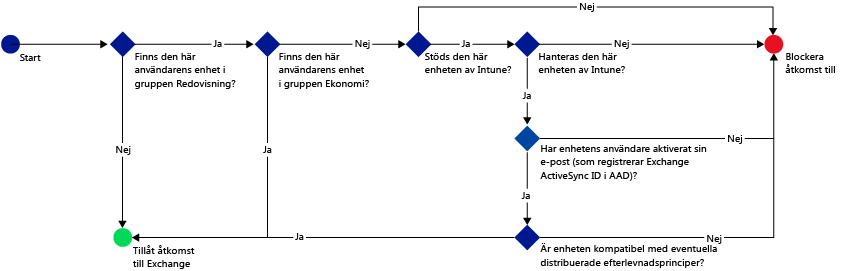 Nej
Start
Ja
Nej
Ja
Nej
Finns den här
användarens enhet i
gruppen Redovisning?
Finns den här
användarens enhet
i gruppen Ekonomi?
Stöds den här
enheten av Intune?
Hanteras den här
enheten av Intune?
Blockera
åtkomst till
Ja
Nej
Ja
Nej
Har enhetens användare aktiverat sin
e-post (som registrerar Exchange
ActiveSync ID i AAD)?
Ja
Ja
Nej
Tillåt åtkomst
till Exchange
Är enheten kompatibel med eventuella
distribuerade efterlevnadsprinciper?